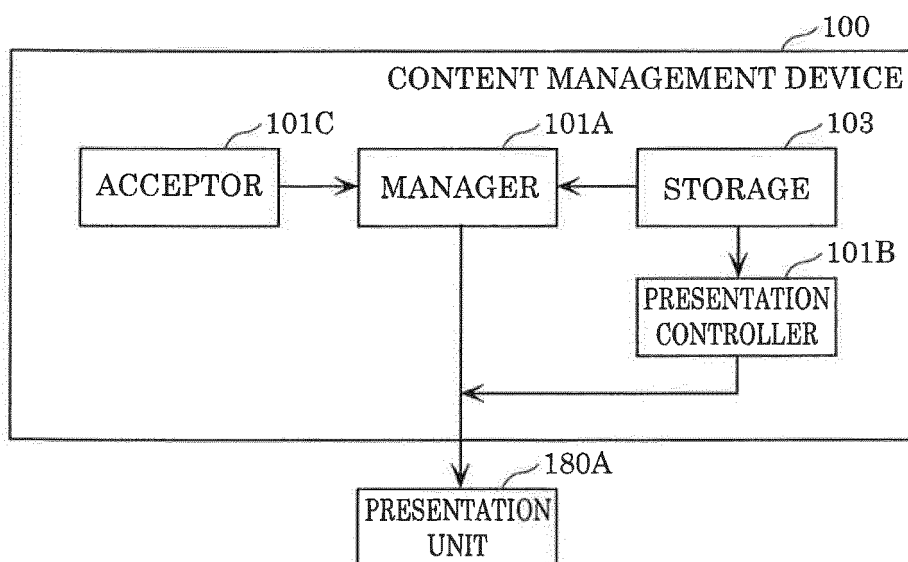 100
CONTENT MANAGEMENT DEVICE
101C
101A
103
ACCEPTOR
MANAGER
STORAGE
101B
PRESENTATION
CONTROLLER
180A
PRESENTATION
UNIT